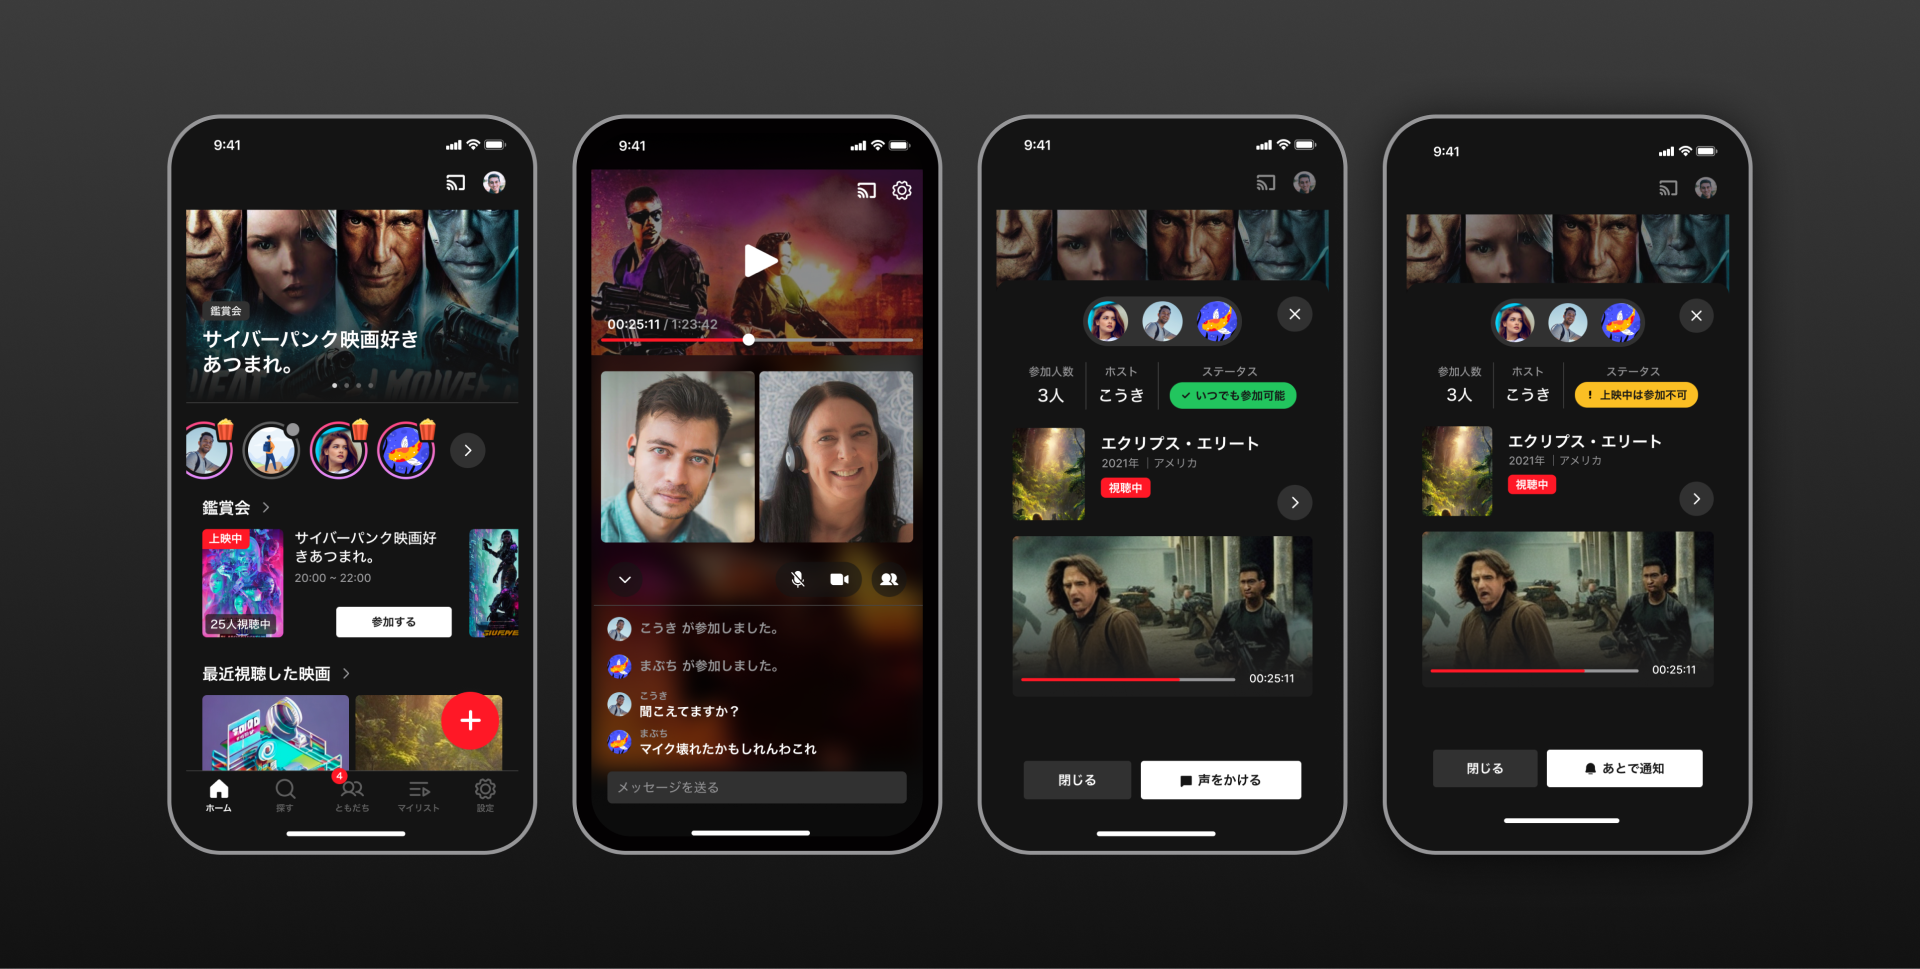 9:41
鑑賞会
サイバーパンク映画好き
あつまれ。
鑑賞会
上映中
25人視聴中
サイバーパンク映画好
きあつまれ。
20:00 ~ 22:00
参加する
最近視聴した映画
4
ホーム
探す
ともだち
マイリスト
設定
9:41
00:25:11 / 1:23:42
こうき が参加しました。
まぶち が参加しました。
こうき
聞こえてますか？
まぶち
マイク壊れたかもしれんわこれ
メッセージを送る
9:41
参加人数
3人
ホスト
こうき
ステータス
いつでも参加可能
エクリプス・エリート
2021年 | アメリカ
視聴中
00:25:11
閉じる
声をかける
9:41
参加人数
3人
ホスト
こうき
ステータス
! 上映中は参加不可
エクリプス・エリート
2021年 | アメリカ
視聴中
00:25:11
閉じる
あとで通知